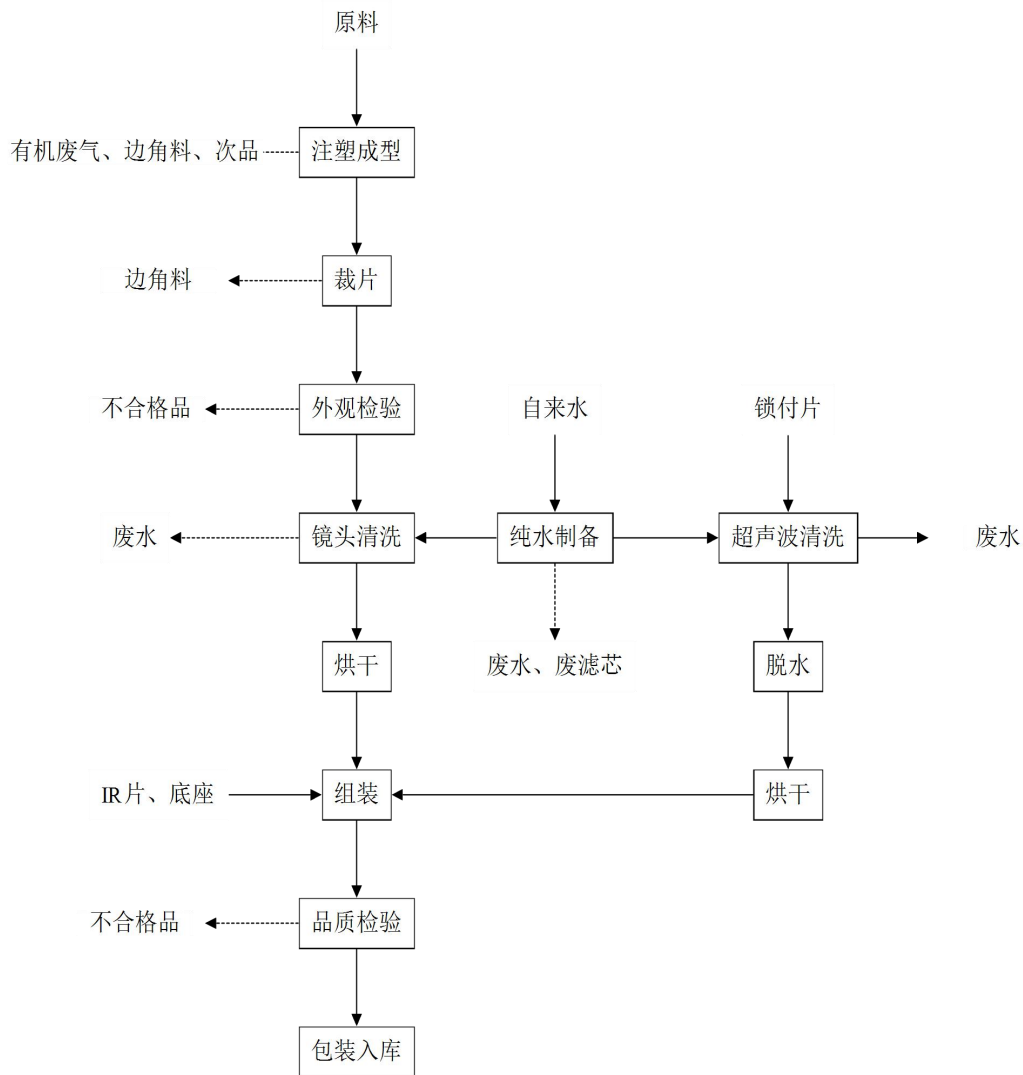 原料
有机废气、边角料、次品
注塑成型
边角料
裁片
不合格品
外观检验
自来水
锁付片
废水
镜头清洗
纯水制备
超声波清洗
废水
烘干
废水、废滤芯
脱水
IR片、底座
组装
烘干
不合格品
品质检验
包装入库